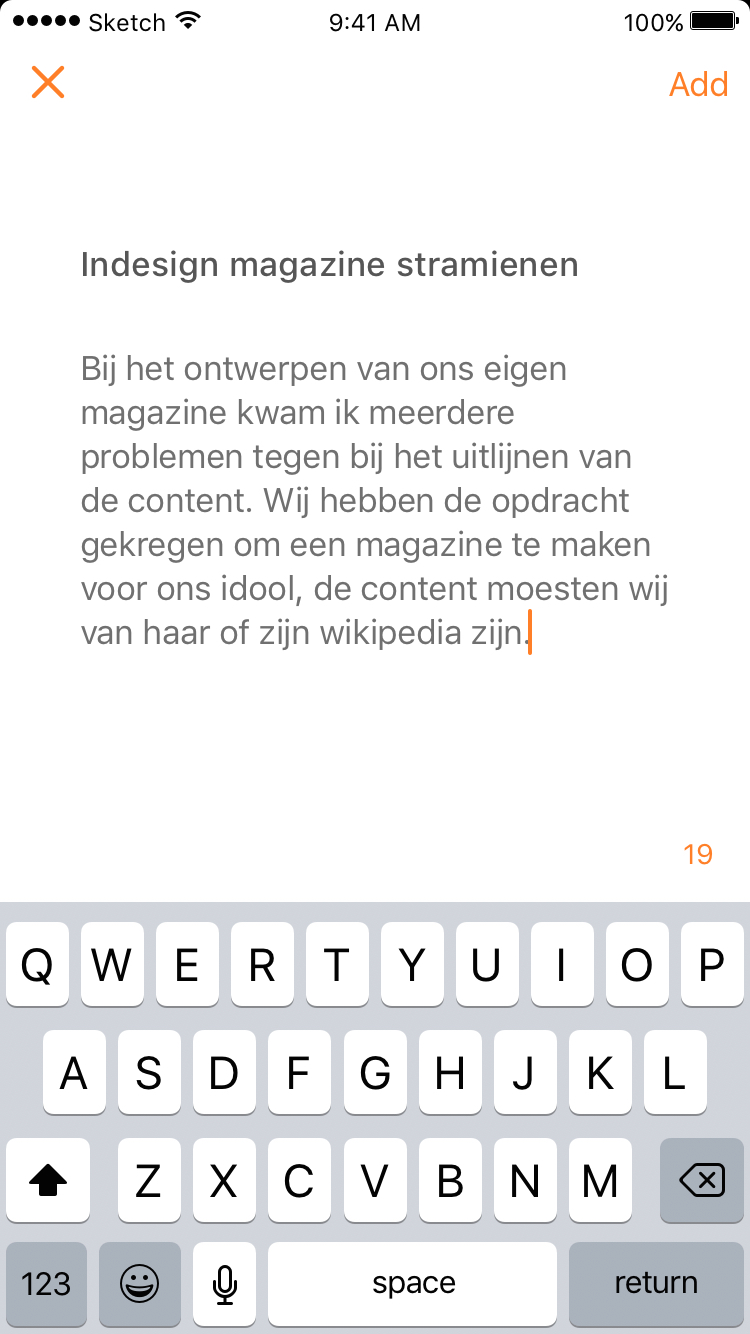 Sketch 9:41 AM 100%
Add
Indesign magazine stramienen
Bij het ontwerpen van ons eigen
magazine kwam ik meerdere
problemen tegen bij het uitlijnen van
de content. Wij hebben de opdracht
gekregen om een magazine te maken
voor ons idool, de content moesten wij
van haar of zijn wikipedia zijn.
19
Q W E R T Y U I O P
A S D F G H J K L
Z X C V B N M
123 space return